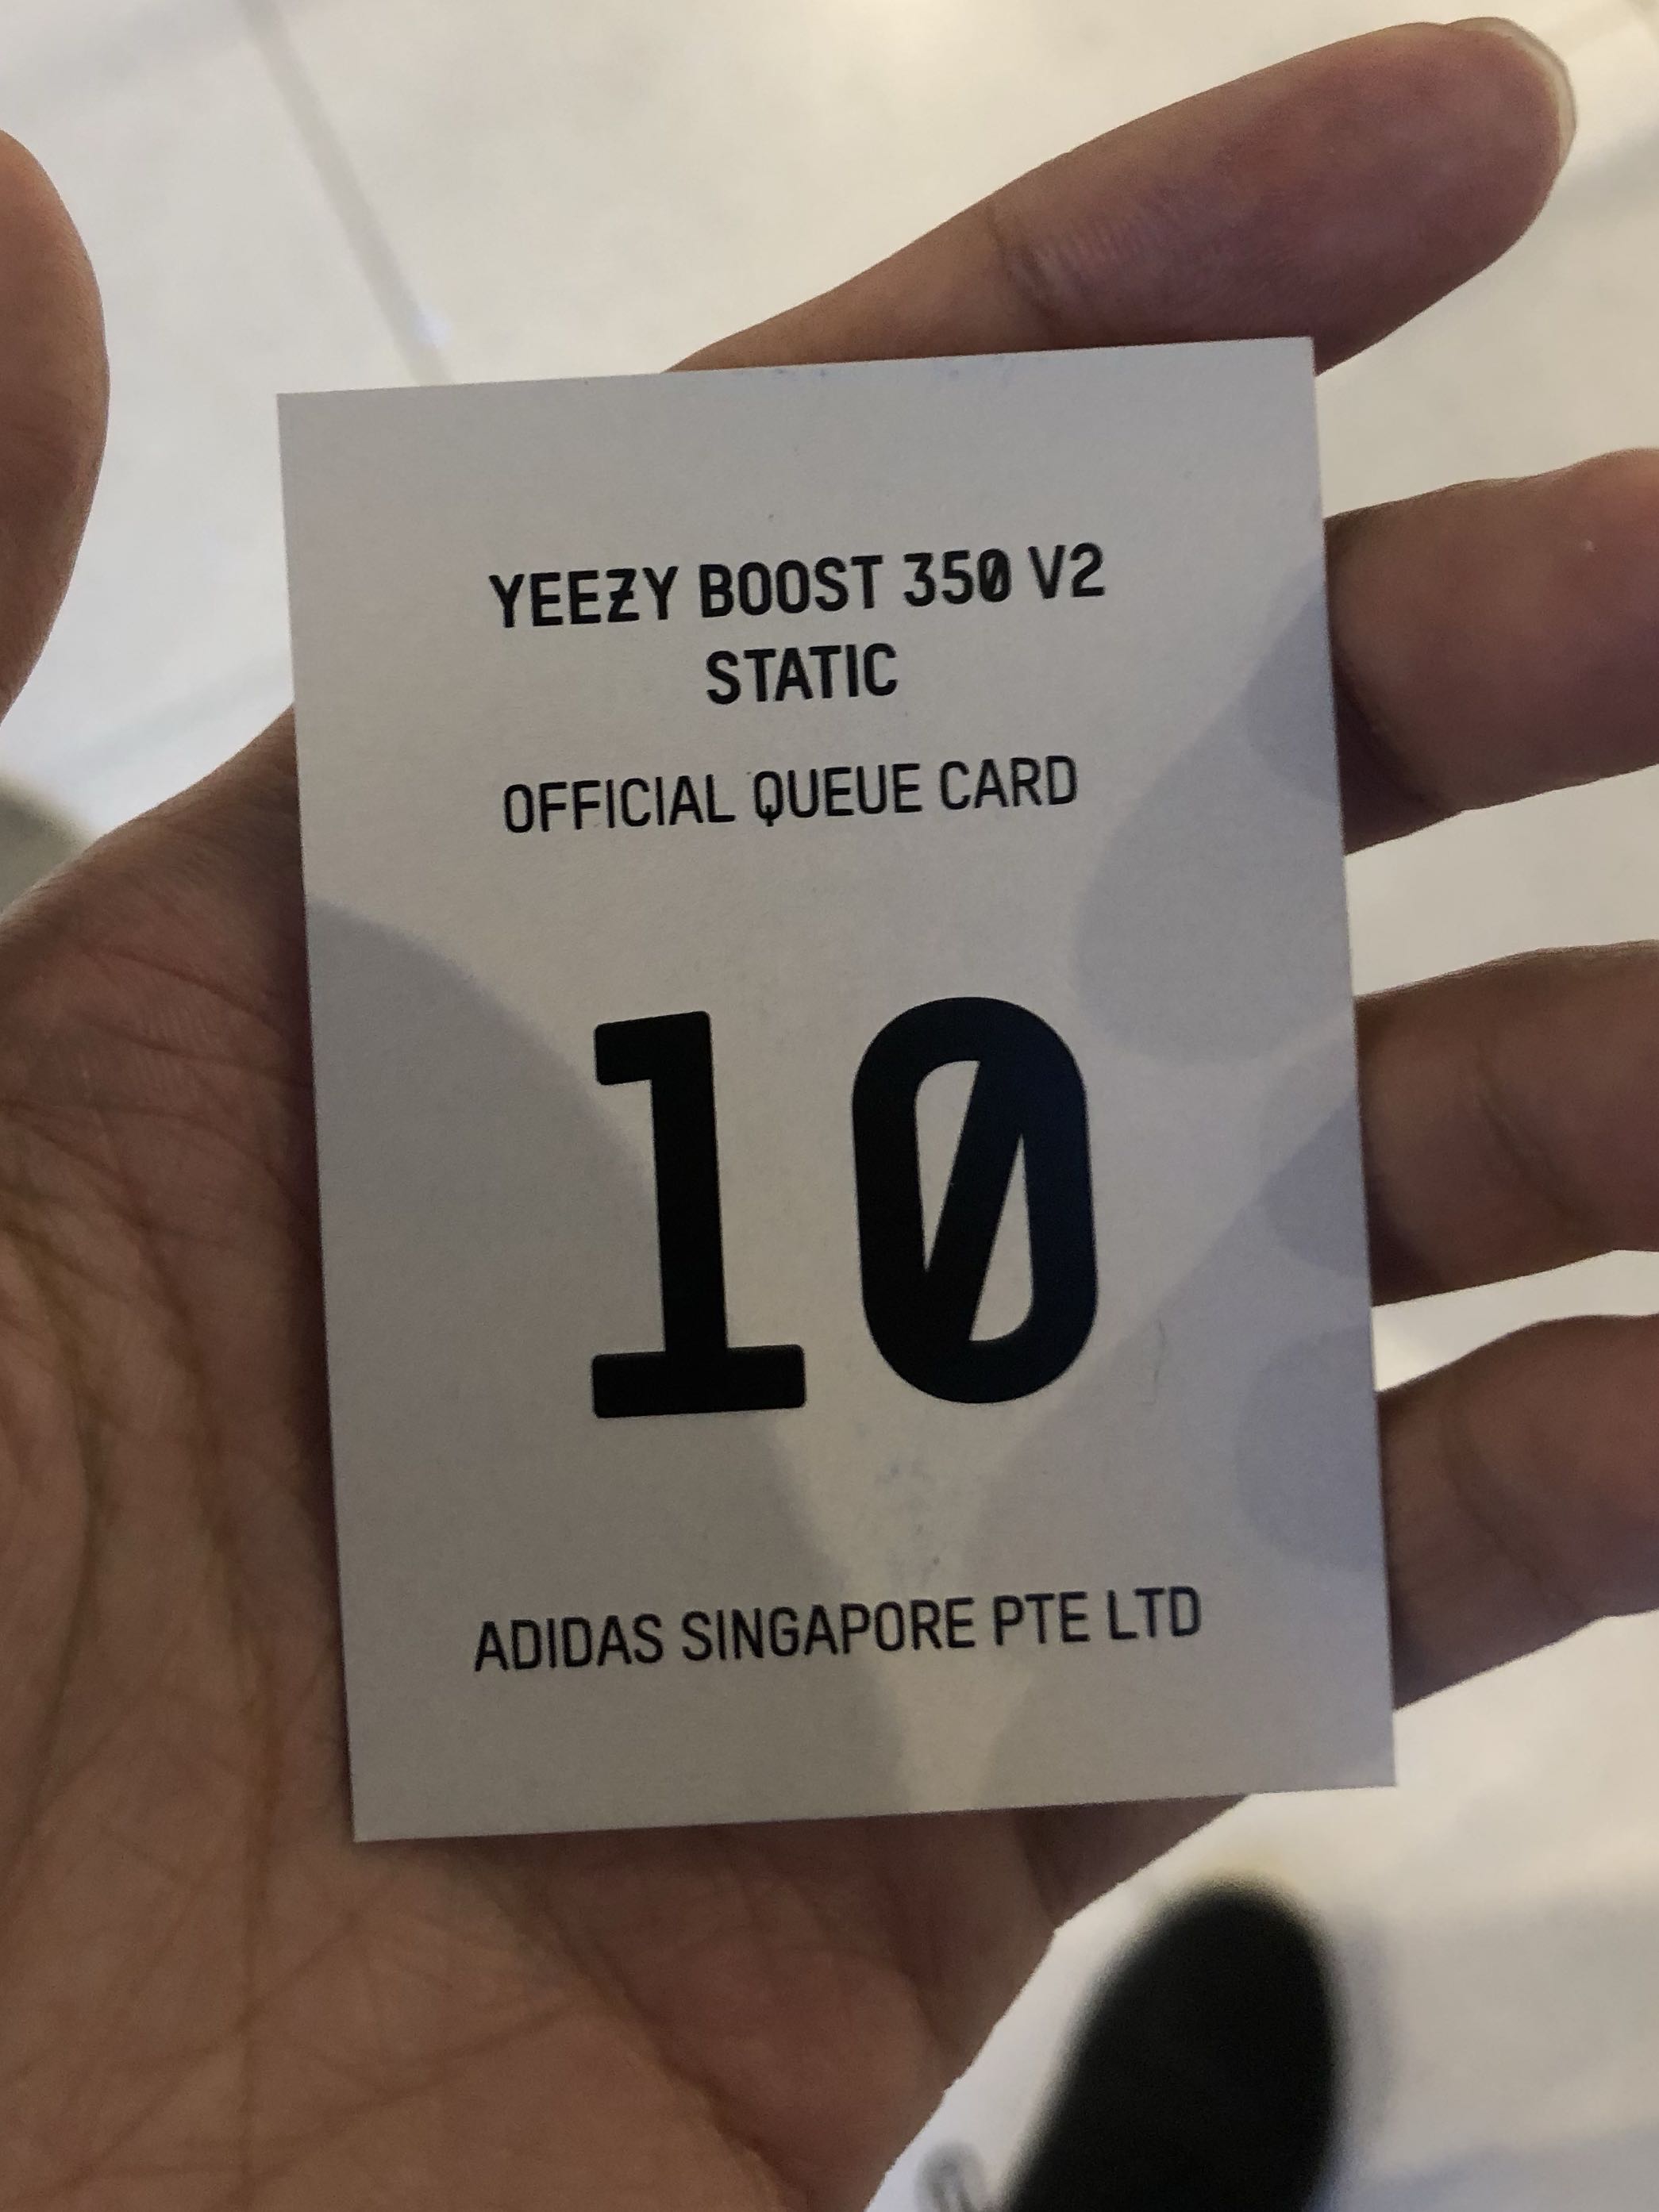 YEEZY BOOST 350 V2
STATIC
OFFICIAL QUEUE CARD
10
ADIDAS SINGAPORE PTE LTD